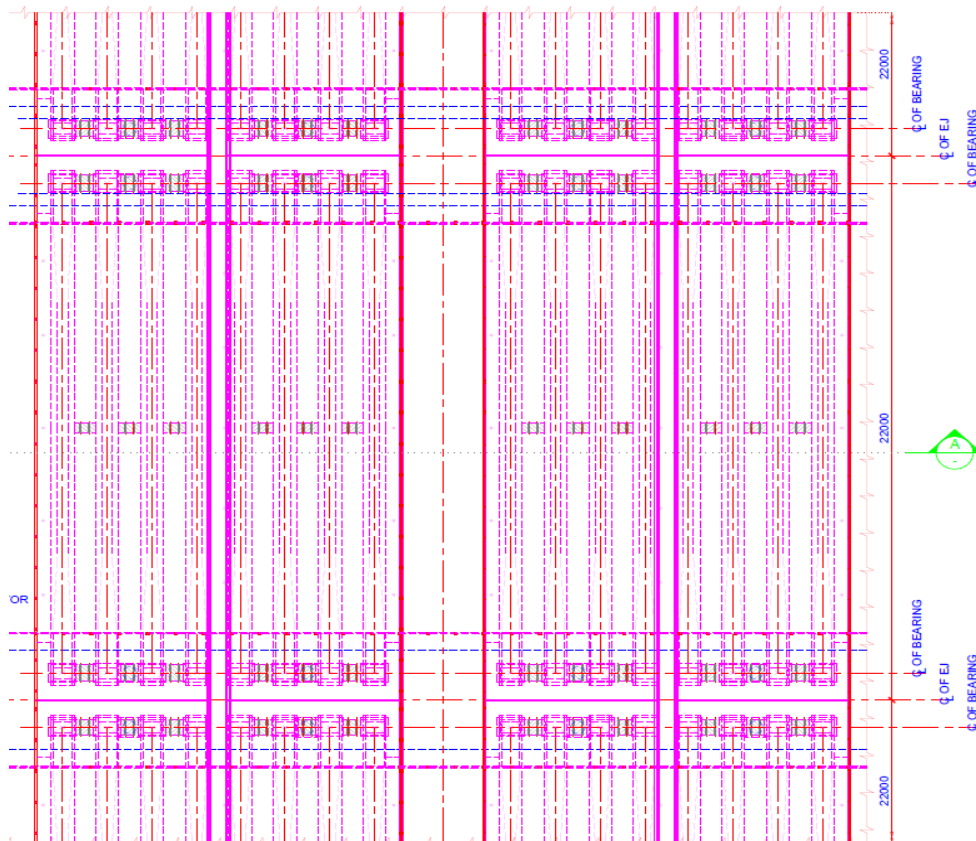 22000
℄ OF BEARING
℄ OF EJ
℄ OF BEARING
22000
A
-
OR
℄ OF BEARING
℄ OF EJ
℄ OF BEARING
22000